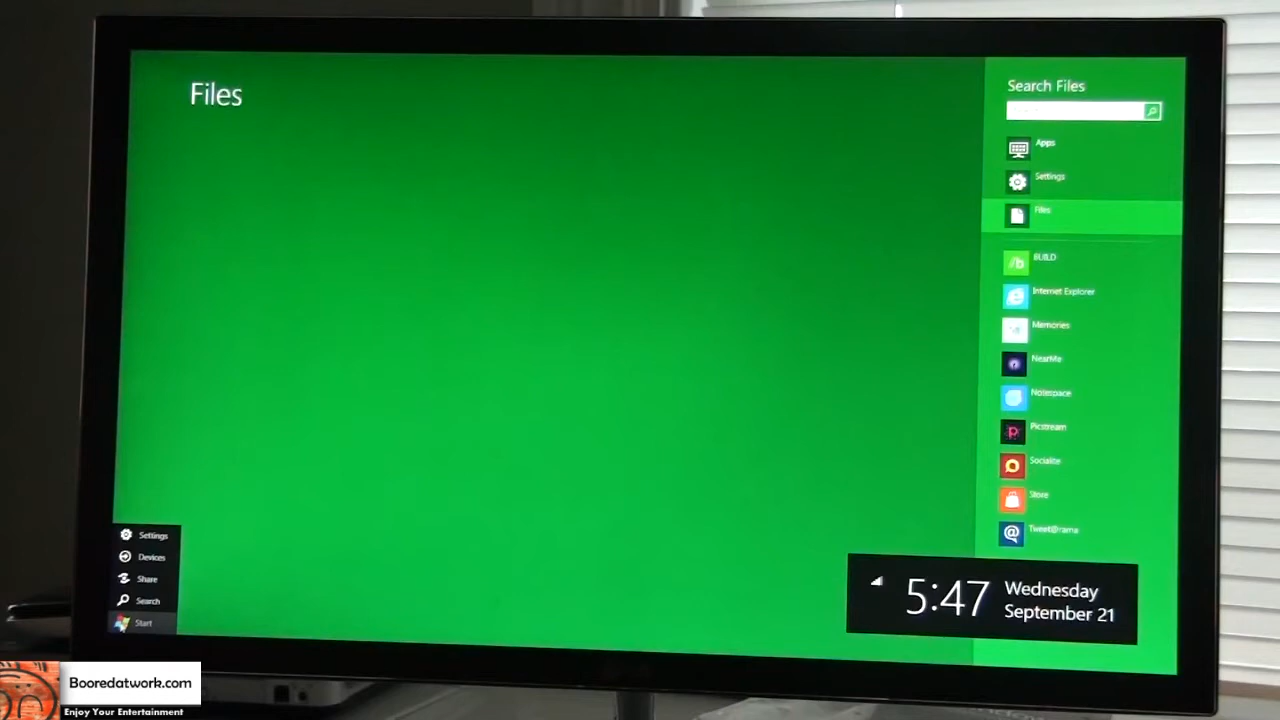 Files
Search Files
Apps
Settings
Files
BUILD
Internet Explorer
Memories
NearMe
Notespace
Picstream
Socialite
Store
Tweet@rama
Settings
Devices
Share
Search
Start
5:47
Wednesday
September 21
Booredatwork.com
Enjoy Your Entertainment